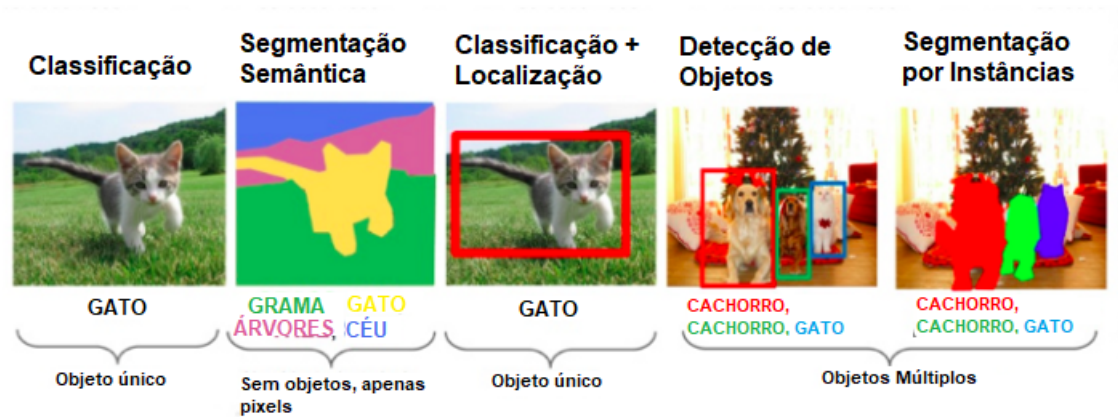 Classificação
Segmentação
Semântica
Classificação +
Localização
Detecção de
Objetos
Segmentação
por Instâncias
GATO
GRAMA GATO
ÁRVORES, CÉU
GATO
CACHORRO,
CACHORRO, GATO
CACHORRO,
CACHORRO, GATO
Objeto único
Sem objetos, apenas
pixels
Objeto único
Objetos Múltiplos